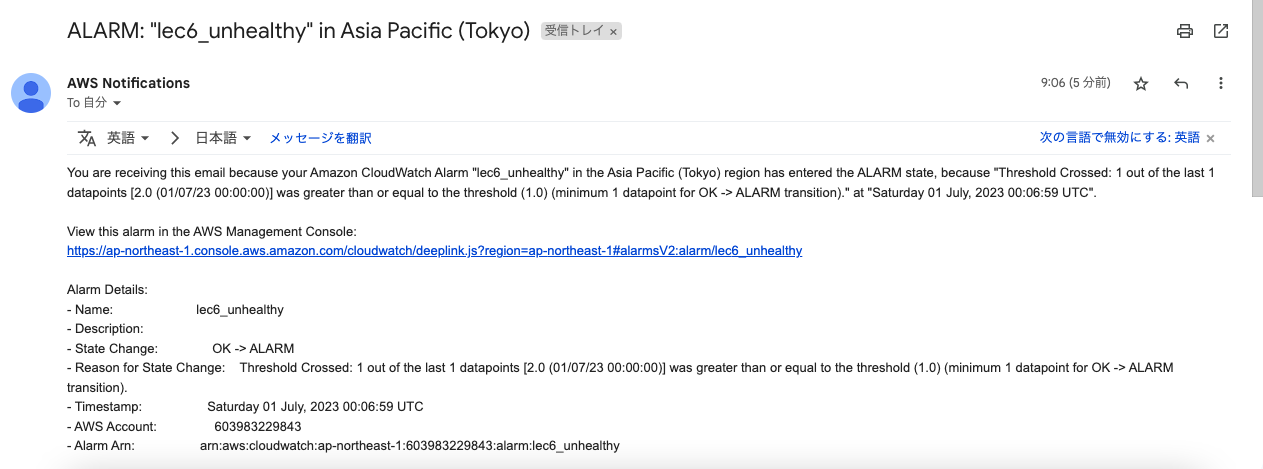 ALARM: "lec6_unhealthy" in Asia Pacific (Tokyo) 受信トレイ ×
AWS Notifications 9:06 (5 分前)
To 自分
英語 日本語 メッセージを翻訳 次の言語で無効にする: 英語 ×
You are receiving this email because your Amazon CloudWatch Alarm "lec6_unhealthy" in the Asia Pacific (Tokyo) region has entered the ALARM state, because "Threshold Crossed: 1 out of the last 1
datapoints [2.0 (01/07/23 00:00:00)] was greater than or equal to the threshold (1.0) (minimum 1 datapoint for OK -> ALARM transition)." at "Saturday 01 July, 2023 00:06:59 UTC".
View this alarm in the AWS Management Console:
https://ap-northeast-1.console.aws.amazon.com/cloudwatch/deeplink.js?region=ap-northeast-1#alarmsV2:alarm/lec6_unhealthy
Alarm Details:
- Name: lec6_unhealthy
- Description:
- State Change: OK -> ALARM
- Reason for State Change: Threshold Crossed: 1 out of the last 1 datapoints [2.0 (01/07/23 00:00:00)] was greater than or equal to the threshold (1.0) (minimum 1 datapoint for OK -> ALARM
transition).
- Timestamp: Saturday 01 July, 2023 00:06:59 UTC
- AWS Account: 603983229843
- Alarm Arn: arn:aws:cloudwatch:ap-northeast-1:603983229843:alarm:lec6_unhealthy